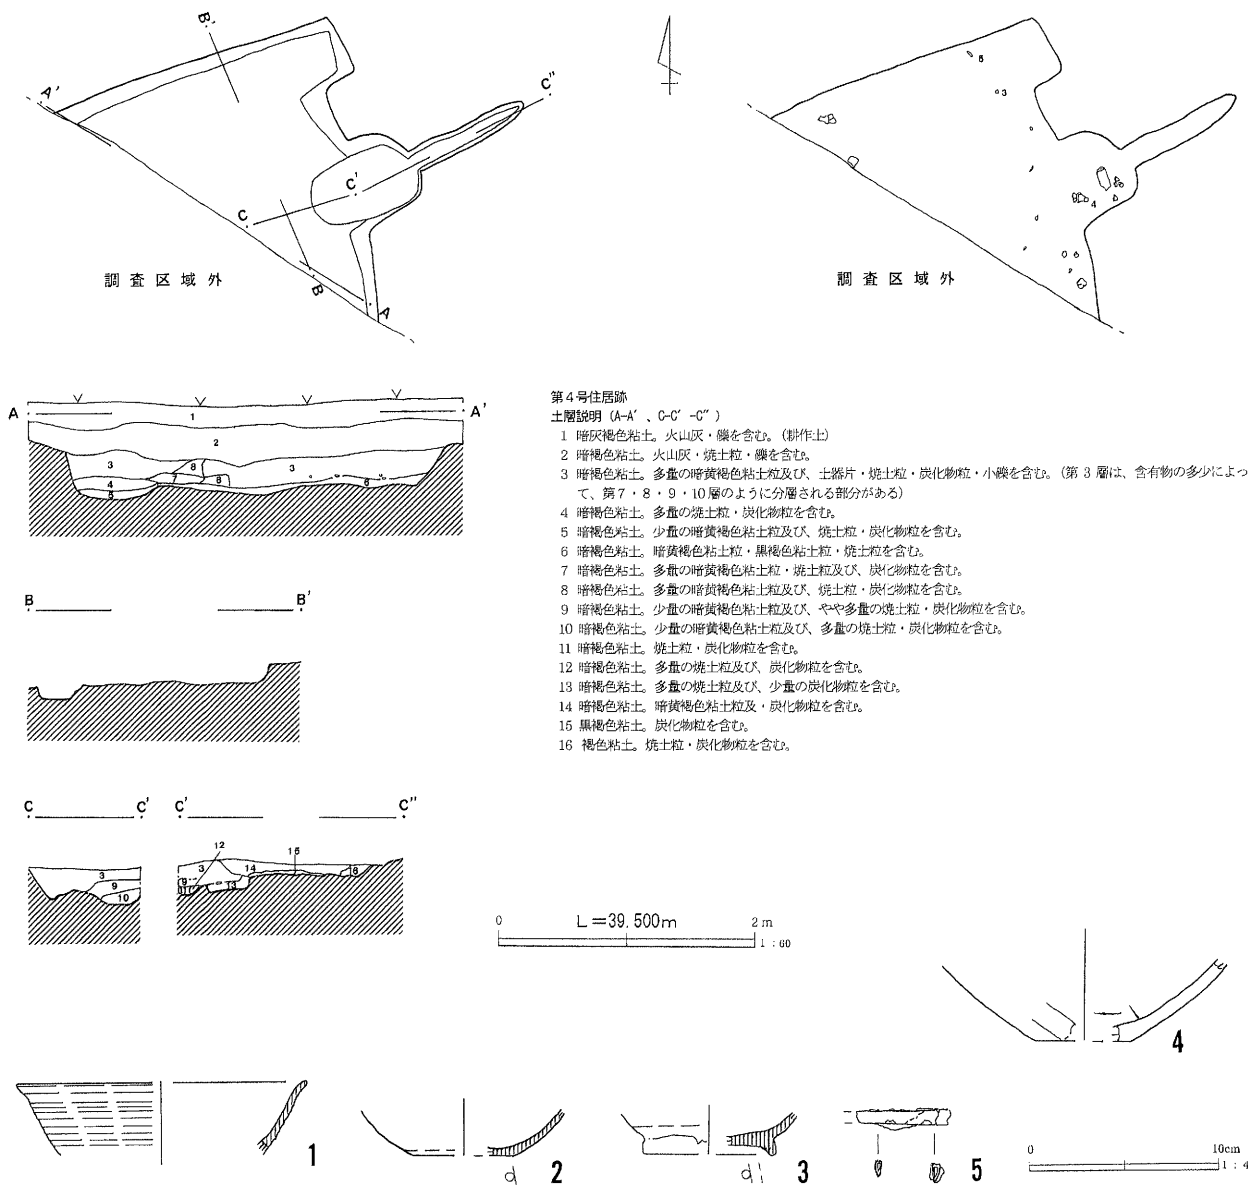 B'
A'
C"
C'
C
B
A
調査区域外
5
3
4
調査区域外
A
A'
1
2
3
8
3
7
8
4
6
5
B
B'
C
C'
C'
C"
12
15
3
9
10
3
14
9
11
13
8
第4号住居跡
土層説明（A-A'、C-C'-C"）
1 暗灰褐色粘土。火山灰・礫を含む。（耕作土）
2 暗褐色粘土。火山灰・焼土粒・礫を含む。
3 暗褐色粘土。多量の暗黄褐色粘土粒及び、土器片・焼土粒・炭化物粒・小礫を含む。（第3層は、含有物の多少によっ
て、第7・8・9・10層のように分層される部分がある）
4 暗褐色粘土。多量の焼土粒・炭化物粒を含む。
5 暗褐色粘土。少量の暗黄褐色粘土粒及び、焼土粒・炭化物粒を含む。
6 暗褐色粘土。暗黄褐色粘土粒・黒褐色粘土粒・焼土粒を含む。
7 暗褐色粘土。多量の暗黄褐色粘土粒・焼土粒及び、炭化物粒を含む。
8 暗褐色粘土。多量の暗黄褐色粘土粒及び、焼土粒・炭化物粒を含む。
9 暗褐色粘土。少量の暗黄褐色粘土粒及び、やや多量の焼土粒・炭化物粒を含む。
10 暗褐色粘土。少量の暗黄褐色粘土粒及び、多量の焼土粒・炭化物粒を含む。
11 暗褐色粘土。焼土粒・炭化物粒を含む。
12 暗褐色粘土。多量の焼土粒及び、炭化物粒を含む。
13 暗褐色粘土。多量の焼土粒及び、少量の炭化物粒を含む。
14 暗褐色粘土。暗黄褐色粘土粒及・炭化物粒を含む。
15 黒褐色粘土。炭化物粒を含む。
16 褐色粘土。焼土粒・炭化物粒を含む。
0 L=39.500m 2m
1:60
4
1
2
3
5
0 10cm
1:4